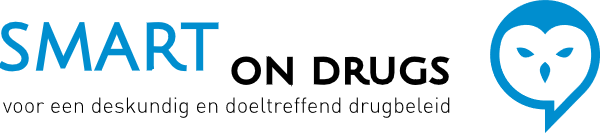 SMART ON DRUGS
voor een deskundig en doeltreffend drugbeleid